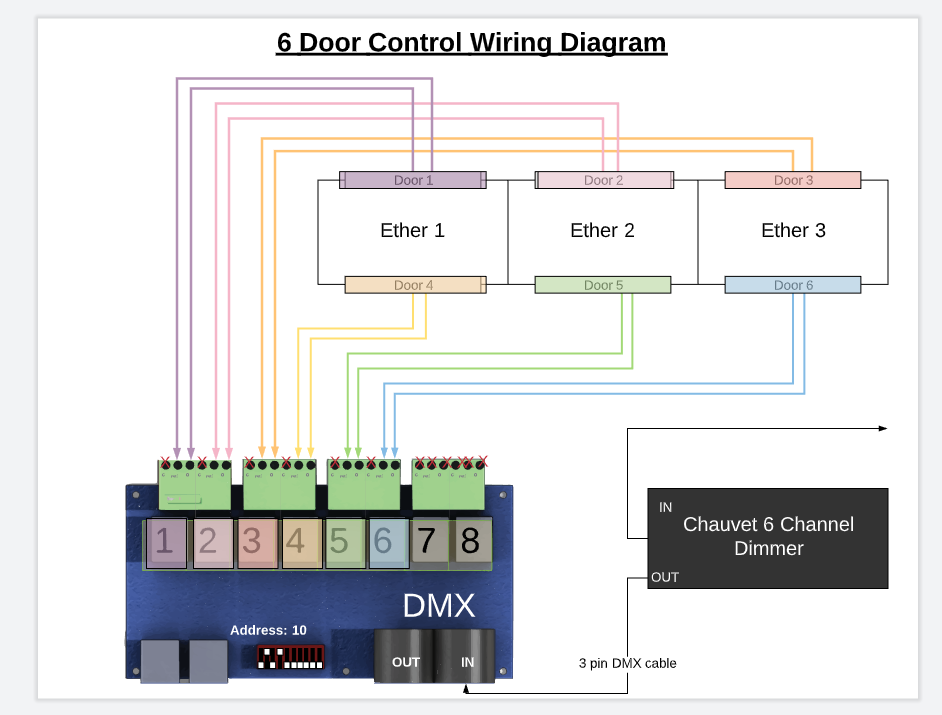 6 Door Control Wiring Diagram
Door 1
Door 2
Door 3
Ether 1
Ether 2
Ether 3
Door 4
Door 5
Door 6
1
2
3
4
5
6
7
8
IN
Chauvet 6 Channel
Dimmer
OUT
DMX
Address: 10
OUT
IN
3 pin DMX cable